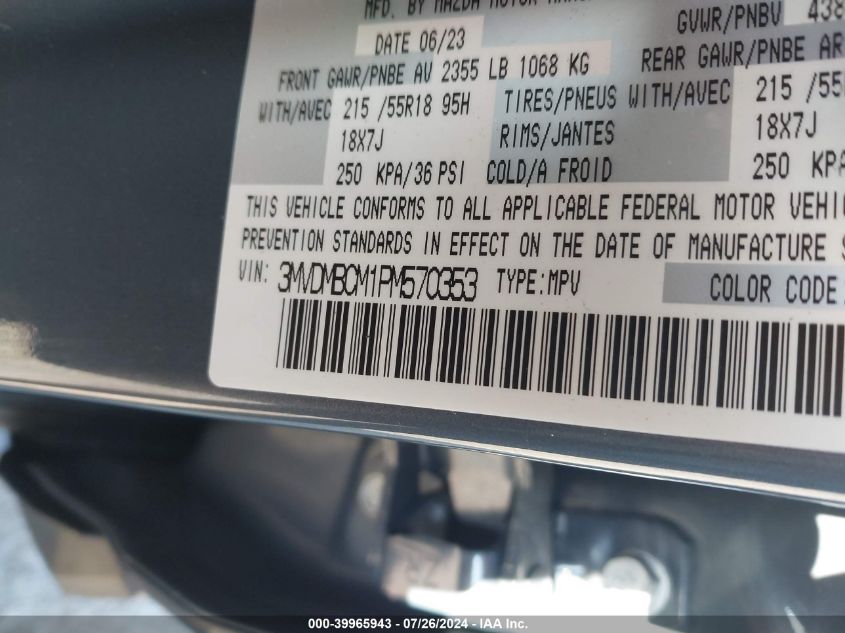 MFD. BY MAZDA MOTOR
GVWR/PNBV 438
DATE 06/23
FRONT GAWR/PNBE AV 2355 LB 1068 KG REAR GAWR/PNBE AR
WITH/AVEC 215 /55R18 95H TIRES/PNEUS WITH/AVEC 215 /55
18X7J RIMS/JANTES 18X7J
250 KPA/36 PSI COLD/A FROID 250 KPA
THIS VEHICLE CONFORMS TO ALL APPLICABLE FEDERAL MOTOR VEHI
PREVENTION STANDARDS IN EFFECT ON THE DATE OF MANUFACTURE S
VIN: 3MVDMBCM1PM570353 TYPE:MPV COLOR CODE:
000-39965943 / 07/26/2024 - IAA Inc.